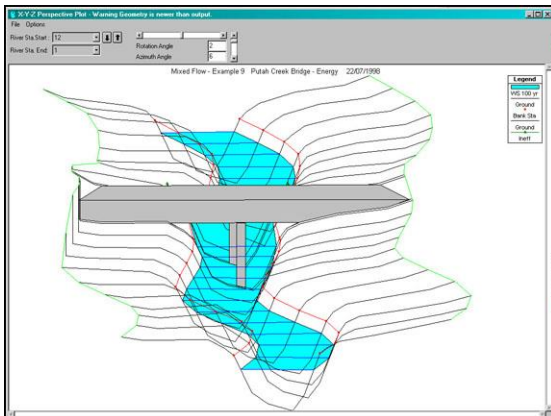 X-Y-Z Perspective Plot - Warning Geometry is newer than output.
File Options
River Sta.Start: 12
River Sta. End: 1
Rotation Angle 2
Azimuth Angle 6
Mixed Flow - Example 9 Putah Creek Bridge - Energy 22/07/1998
Legend
WS 100 yr
Ground
Bank Sta
Ground
Ineff